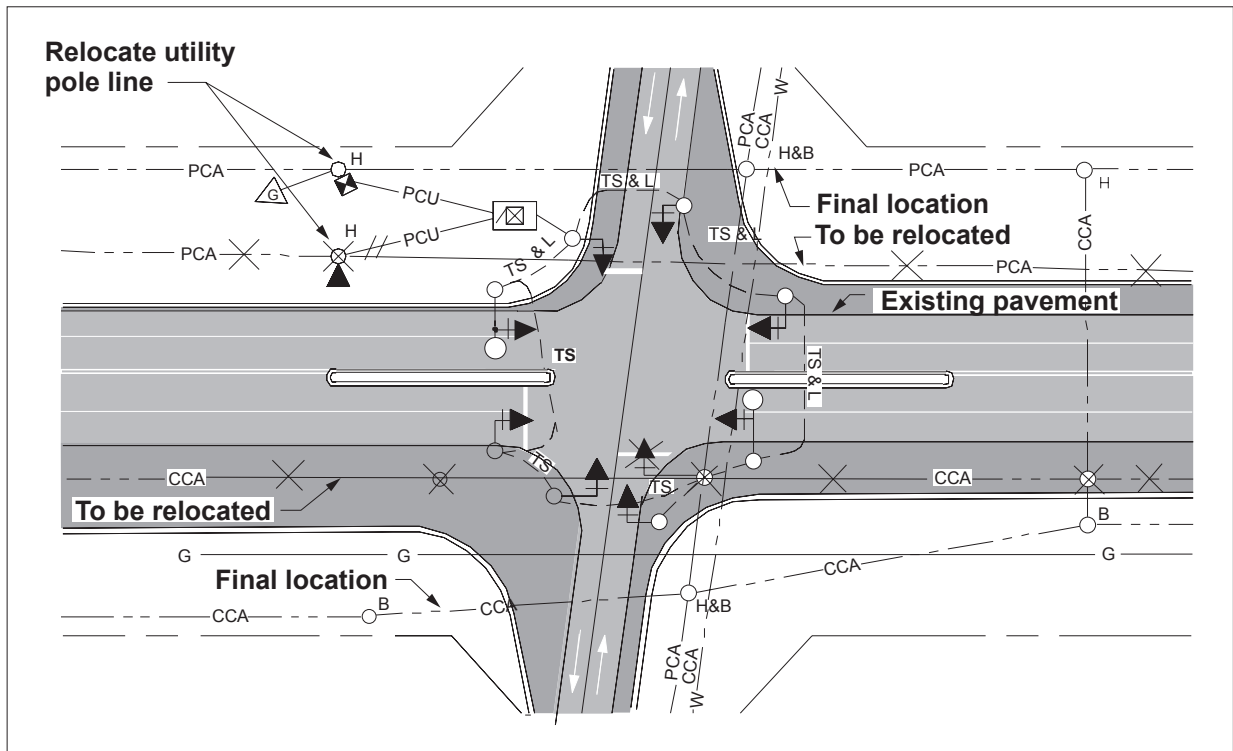 Relocate utility
pole line
H
PCA
G
PCU
H
PCA
PCU
TS & L
TS & L
PCA
CCA
W
H&B
PCA
H
Final location
To be relocated
TS & L
PCA
CCA
Existing pavement
TS
TS & L
CCA
TS
TS
CCA
To be relocated
B
G
G
G
Final location
CCA
B
CCA
CCA
H&B
PCA
CCA
W